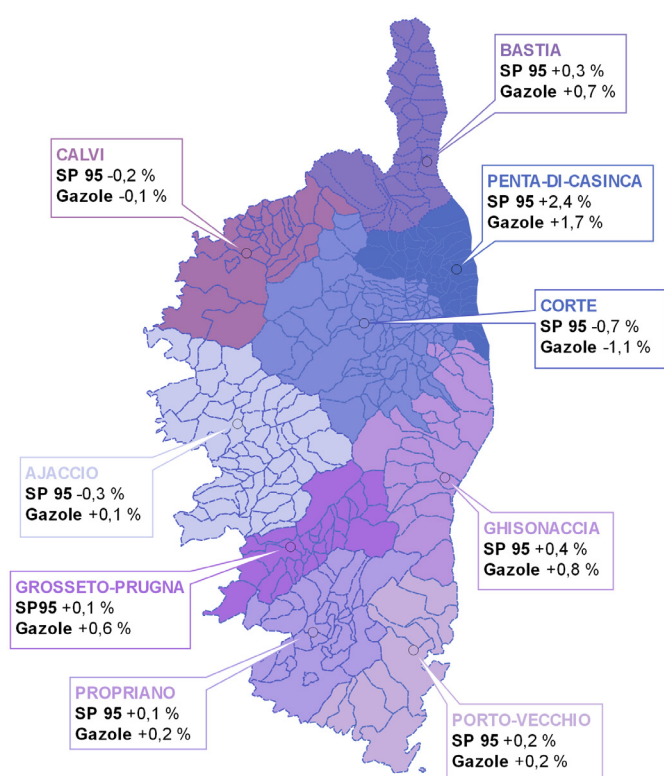 BASTIA
SP 95 +0,3 %
Gazole +0,7 %
CALVI
SP 95 -0,2 %
Gazole -0,1 %
PENTA-DI-CASINCA
SP 95 +2,4 %
Gazole +1,7 %
CORTE
SP 95 -0,7 %
Gazole -1,1 %
AJACCIO
SP 95 -0,3 %
Gazole +0,1 %
GHISONACCIA
SP 95 +0,4 %
Gazole +0,8 %
GROSSETO-PRUGNA
SP95 +0,1 %
Gazole +0,6 %
PROPRIANO
SP 95 +0,1 %
Gazole +0,2 %
PORTO-VECCHIO
SP 95 +0,2 %
Gazole +0,2 %